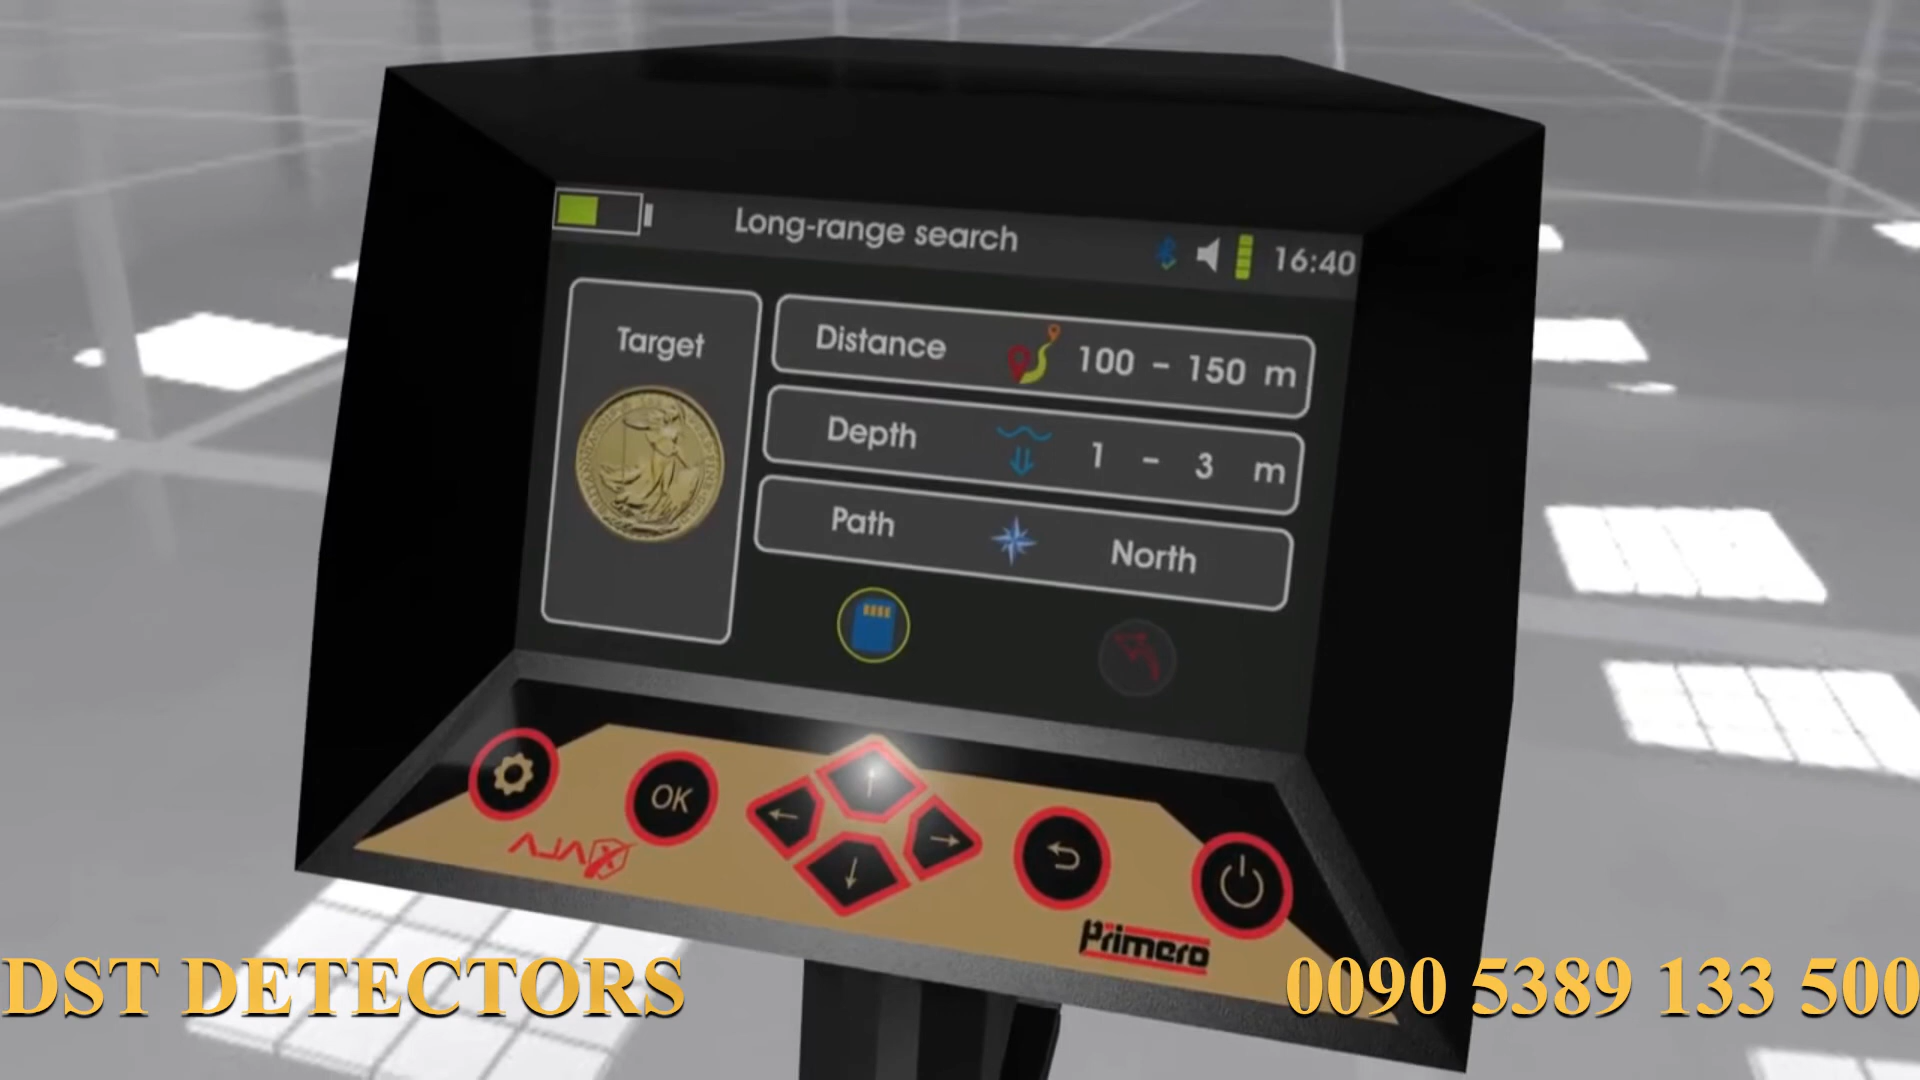 Long-range search
16:40
Target
Distance
100 - 150 m
Depth
1 - 3 m
Path
North
OK
AJAX
Primero
DST DETECTORS
0090 5389 133 500